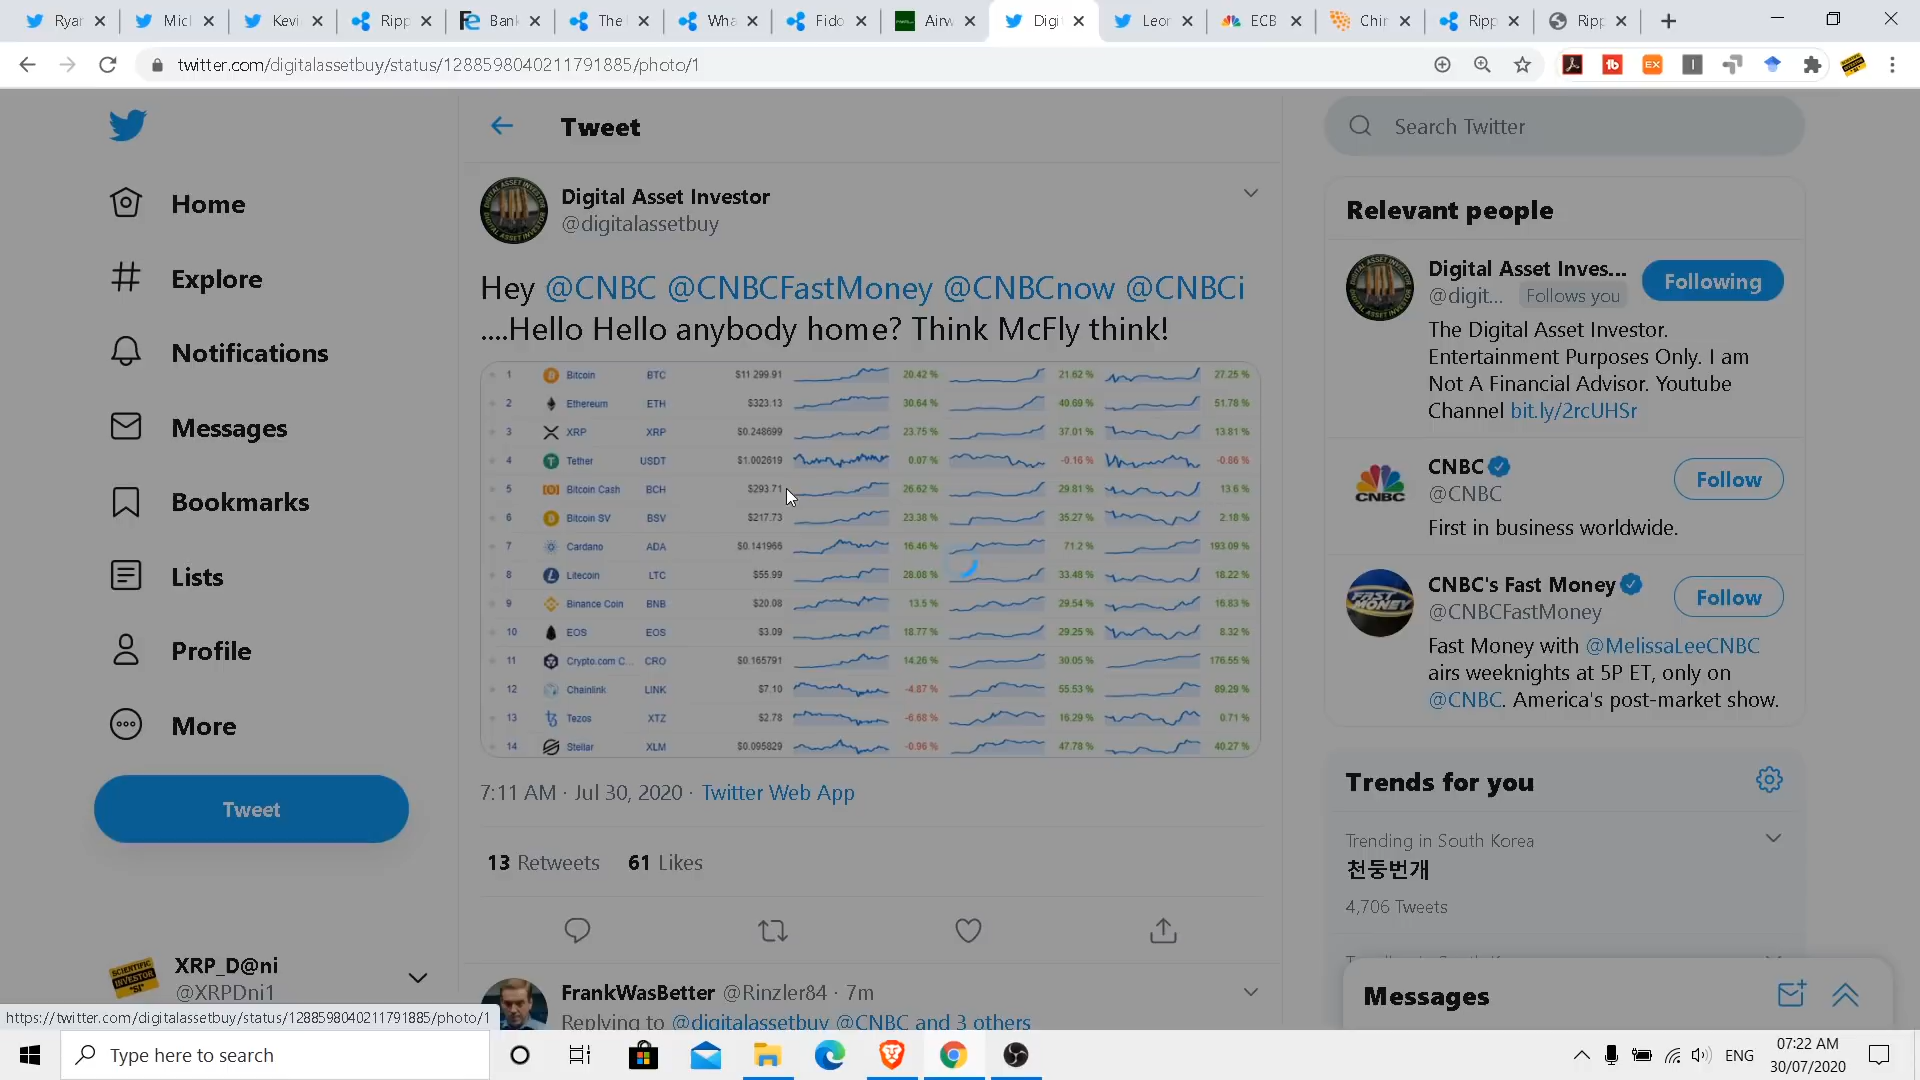 Ryar
Micl
Kevi
Ripp
Bank
The
Wha
Fido
Airw
Digi
Leor
ECB
Chir
Ripp
Ripp
twitter.com/digitalassetbuy/status/1288598040211791885/photo/1
Home
Explore
Notifications
Messages
Bookmarks
Lists
Profile
More
Tweet
XRP_D@ni
@XRPDni1
Tweet
Digital Asset Investor
@digitalassetbuy
Hey @CNBC @CNBCFastMoney @CNBCnow @CNBCi
....Hello Hello anybody home? Think McFly think!
1 Bitcoin BTC $11 299.91 20.42 % 21.62 % 27.25 %
2 Ethereum ETH $323.13 30.64 % 40.69 % 51.78 %
3 XRP XRP $0.248699 23.75 % 37.01 % 13.81 %
4 Tether USDT $1.002619 0.07 % -0.16 % -0.86 %
5 Bitcoin Cash BCH $293.71 26.62 % 29.81 % 13.6 %
6 Bitcoin SV BSV $217.73 23.38 % 35.27 % 2.18 %
7 Cardano ADA $0.141966 16.46 % 71.2 % 193.09 %
8 Litecoin LTC $55.99 28.08 % 33.48 % 18.22 %
9 Binance Coin BNB $20.08 13.5 % 29.54 % 16.83 %
10 EOS EOS $3.09 18.77 % 29.25 % 8.32 %
11 Crypto.com C... CRO $0.165791 14.26 % 30.05 % 176.55 %
12 Chainlink LINK $7.10 -4.87 % 55.53 % 89.29 %
13 Tezos XTZ $2.78 -6.68 % 16.29 % 0.71 %
14 Stellar XLM $0.095829 -0.96 % 47.78 % 40.27 %
7:11 AM · Jul 30, 2020 · Twitter Web App
13 Retweets 61 Likes
FrankWasBetter @Rinzler84 · 7m
Replying to @digitalassetbuy @CNBC and 3 others
Search Twitter
Relevant people
Digital Asset Inves...
@digit... Follows you
Following
The Digital Asset Investor.
Entertainment Purposes Only. I am
Not A Financial Advisor. Youtube
Channel bit.ly/2rcUHSr
CNBC
@CNBC
Follow
First in business worldwide.
CNBC's Fast Money
@CNBCFastMoney
Follow
Fast Money with @MelissaLeeCNBC
airs weeknights at 5P ET, only on
@CNBC. America's post-market show.
Trends for you
Trending in South Korea
천둥번개
4,706 Tweets
Messages
https://twitter.com/digitalassetbuy/status/1288598040211791885/photo/1
Type here to search
ENG
07:22 AM
30/07/2020